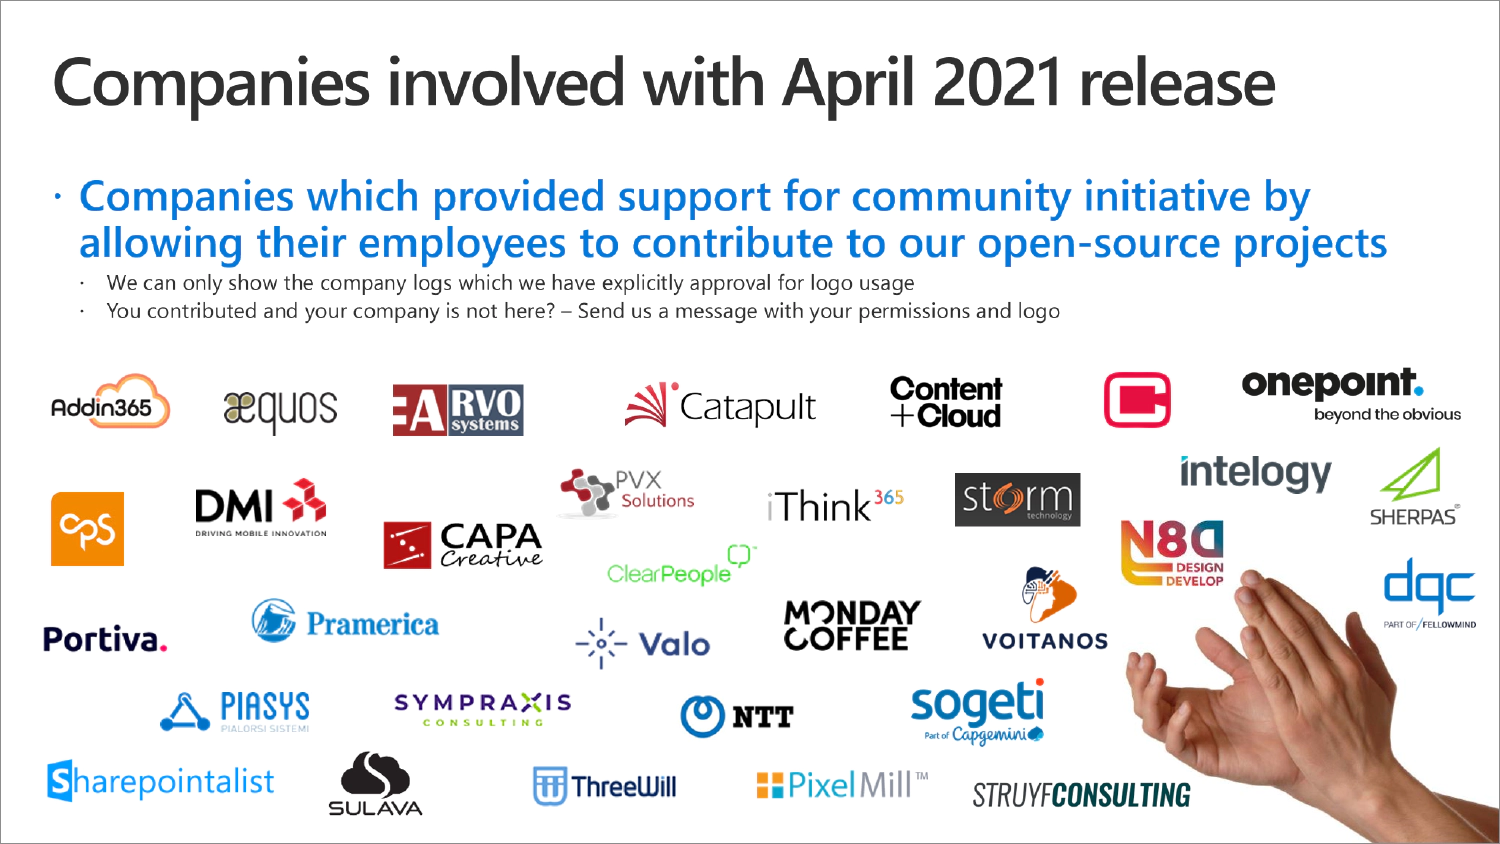 Companies involved with April 2021 release
· Companies which provided support for community initiative by
allowing their employees to contribute to our open-source projects
· We can only show the company logs which we have explicitly approval for logo usage
· You contributed and your company is not here? – Send us a message with your permissions and logo
Addin365
æquos
ARVO
systems
Catapult
Content
+Cloud
onepoint.
beyond the obvious
cps
DMI
DRIVING MOBILE INNOVATION
CAPA
Creative
PVX
Solutions
ClearPeople™
iThink365
storm
technology
intelogy
SHERPAS®
N8D
DESIGN
DEVELOP
dqc
PART OF/FELLOWMIND
Portiva.
Pramerica
Valo
MONDAY
COFFEE
VOITANOS
PIASYS
PIALORSI SISTEMI
SYMPRAXIS
CONSULTING
NTT
sogeti
Part of Capgemini
Sharepointalist
SULAVA
ThreeWill
PixelMill™
STRUYFCONSULTING